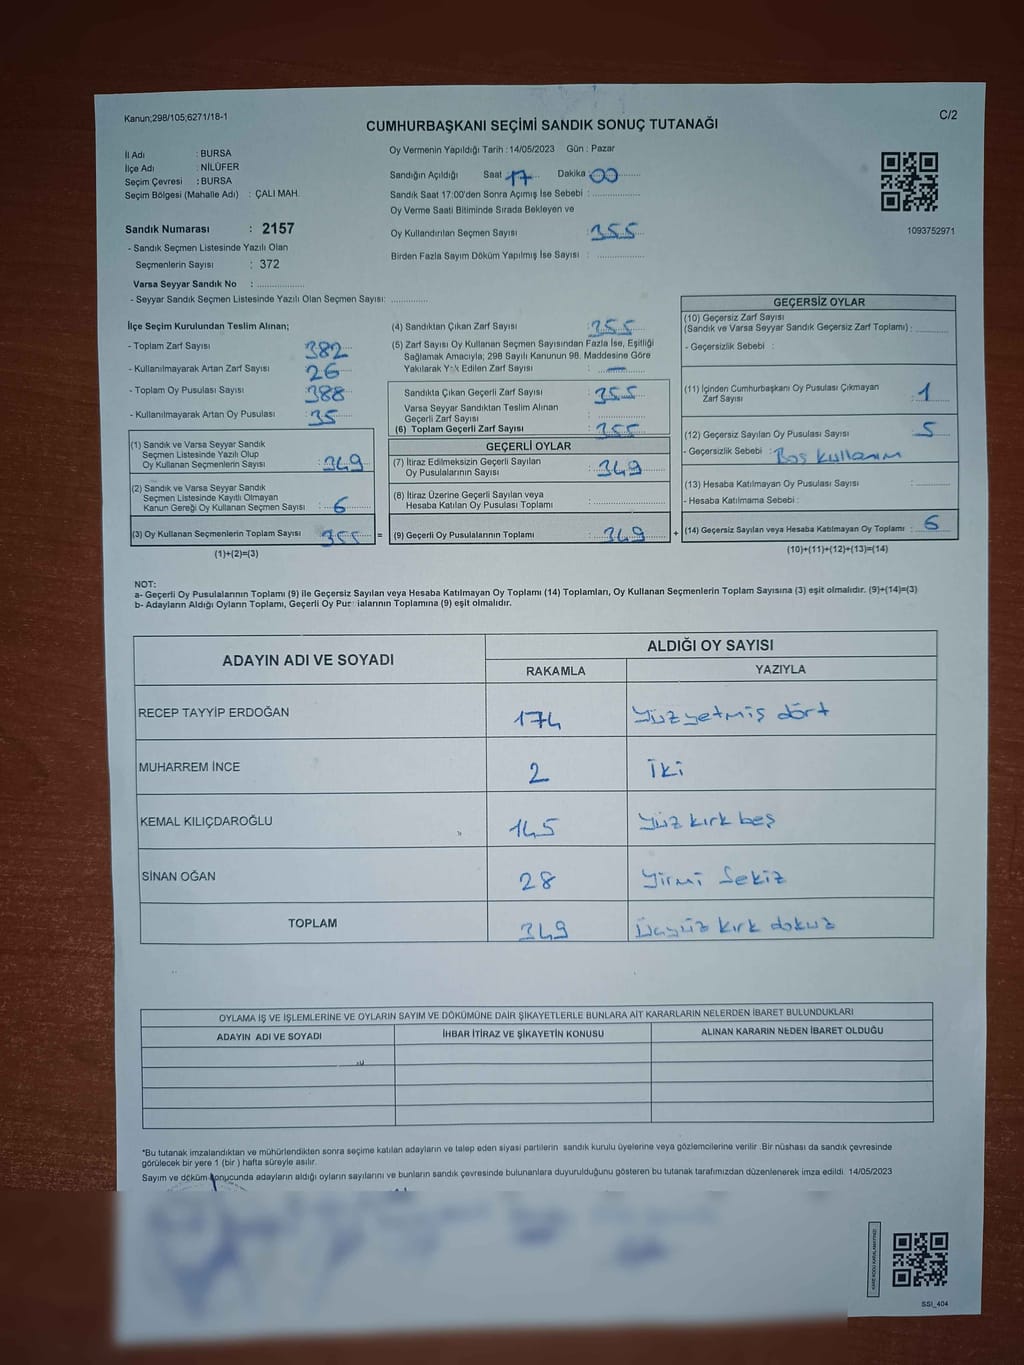 Kanun;298/105;6271/18-1
C/2
CUMHURBAŞKANI SEÇİMİ SANDIK SONUÇ TUTANAĞI
İl Adı : BURSA
İlçe Adı : NİLÜFER
Seçim Çevresi : BURSA
Seçim Bölgesi (Mahalle Adı) : ÇALI MAH.
Sandık Numarası : 2157
- Sandık Seçmen Listesinde Yazılı Olan
Seçmenlerin Sayısı : 372
Varsa Seyyar Sandık No : ..............
- Seyyar Sandık Seçmen Listesinde Yazılı Olan Seçmen Sayısı: ............
Oy Vermenin Yapıldığı Tarih : 14/05/2023 Gün : Pazar
Sandığın Açıldığı Saat 17 Dakika 00
Sandık Saat 17:00'den Sonra Açımış İse Sebebi : ..............
Oy Verme Saati Bitiminde Sırada Bekleyen ve
Oy Kullandırılan Seçmen Sayısı : 355
Birden Fazla Sayım Döküm Yapılmış İse Sayısı : ..............
1093752971
İlçe Seçim Kurulundan Teslim Alınan;
- Toplam Zarf Sayısı 382
- Kullanılmayarak Artan Zarf Sayısı 26
- Toplam Oy Pusulası Sayısı 388
- Kullanılmayarak Artan Oy Pusulası 35
(1) Sandık ve Varsa Seyyar Sandık
Seçmen Listesinde Yazılı Olup
Oy Kullanan Seçmenlerin Sayısı : 349
(2) Sandık ve Varsa Seyyar Sandık
Seçmen Listesinde Kayıtlı Olmayan
Kanun Gereği Oy Kullanan Seçmen Sayısı : 6
(3) Oy Kullanan Seçmenlerin Toplam Sayısı 355 =
(1)+(2)=(3)
(4) Sandıktan Çıkan Zarf Sayısı : 355
(5) Zarf Sayısı Oy Kullanan Seçmen Sayısından Fazla İse, Eşitliği
Sağlamak Amacıyla; 298 Sayılı Kanunun 98. Maddesine Göre
Yakılarak Edilen Zarf Sayısı : —
Sandıkta Çıkan Geçerli Zarf Sayısı : 355
Varsa Seyyar Sandıktan Teslim Alınan
Geçerli Zarf Sayısı : ..............
(6) Toplam Geçerli Zarf Sayısı : 355
GEÇERLİ OYLAR
(7) İtiraz Edilmeksizin Geçerli Sayılan
Oy Pusulasının Sayısı : 349
(8) İtiraz Üzerine Geçerli Sayılan veya
Hesaba Katılan Oy Pusulası Toplamı : ..............
(9) Geçerli Oy Pusulalarının Toplamı : 349 +
GEÇERSİZ OYLAR
(10) Geçersiz Zarf Sayısı
(Sandık ve Varsa Seyyar Sandık Geçersiz Zarf Toplamı) : ..........
- Geçersizlik Sebebi :
(11) İçinden Cumhurbaşkanı Oy Pusulası Çıkmayan
Zarf Sayısı : 1
(12) Geçersiz Sayılan Oy Pusulası Sayısı : 5
- Geçersizlik Sebebi : Boş Kullanım
(13) Hesaba Katılmayan Oy Pusulası Sayısı : ..........
- Hesaba Katılmama Sebebi :
(14) Geçersiz Sayılan veya Hesaba Katılmayan Oy Toplamı : 6
(10)+(11)+(12)+(13)=(14)
NOT:
a- Geçerli Oy Pusulalarının Toplamı (9) ile Geçersiz Sayılan veya Hesaba Katılmayan Oy Toplamı (14) Toplamları, Oy Kullanan Seçmenlerin Toplam Sayısına (3) eşit olmalıdır. (9)+(14)=(3)
b- Adayların Aldığı Oyların Toplamı, Geçerli Oy Pusulalarının Toplamına (9) eşit olmalıdır.
ADAYIN ADI VE SOYADI ALDIĞI OY SAYISI
RAKAMLA YAZIYLA
RECEP TAYYİP ERDOĞAN 174 Yüzyetmiş dört
MUHARREM İNCE 2 İki
KEMAL KILIÇDAROĞLU 145 Yüz kırk beş
SİNAN OĞAN 28 Yirmi Sekiz
TOPLAM 349 Üçyüz kırk dokuz
OYLAMA İŞ VE İŞLEMLERİNE VE OYLARIN SAYIM VE DÖKÜMÜNE DAİR ŞİKAYETLERLE BUNLARA AİT KARARLARIN NELERDEN İBARET BULUNDUKLARI
ADAYIN ADI VE SOYADI İHBAR İTİRAZ VE ŞİKAYETİN KONUSU ALINAN KARARIN NEDEN İBARET OLDUĞU
*Bu tutanak imzalandıktan ve mühürlendikten sonra seçime katılan adayların ve talep eden siyasi partilerin sandık kurulu üyelerine veya gözlemcilerine verilir. Bir nüshası da sandık çevresinde
görülecek bir yere 1 (bir) hafta süreyle asılır.
Sayım ve döküm sonucunda adayların aldığı oyların sayılarını ve bunların sandık çevresinde bulunanlara duyurulduğunu gösteren bu tutanak tarafımızdan düzenlenerek imza edildi. 14/05/2023
SSI_404